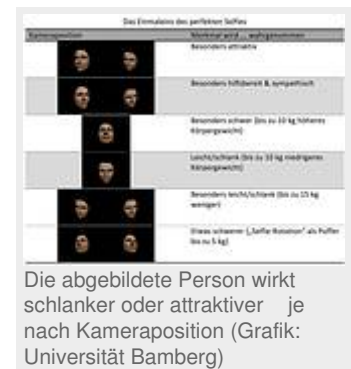 Das Einmaleins des perfekten Selfies
Kameraposition Merkmal wird ... wahrgenommen
Besonders attraktiv
Besonders hilfsbereit & sympathisch
Besonders schwer (bis zu 10 kg höheres
Körpergewicht)
Leicht/schlank (bis zu 10 kg niedrigeres
Körpergewicht)
Besonders leicht/schlank (bis zu 15 kg
weniger)
Etwas schwerer („Selfie-Rotation" als Puffer
bis zu 5 kg)
Die abgebildete Person wirkt
schlanker oder attraktiver je
nach Kameraposition (Grafik:
Universität Bamberg)